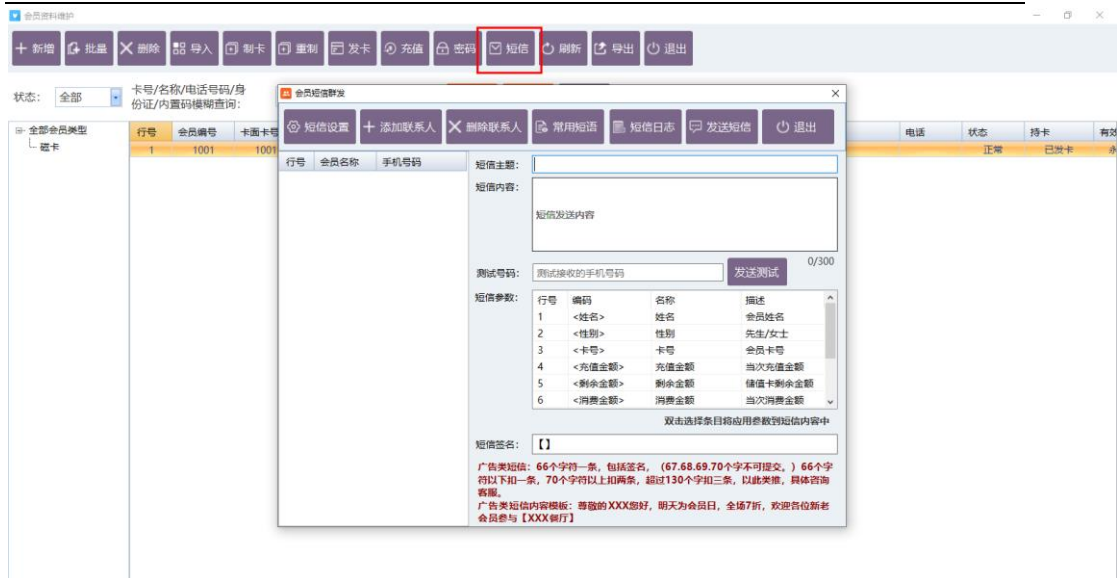 会员资料维护
新增 批量 删除 导入 制卡 重制 发卡 充值 密码 短信 刷新 导出 退出
状态： 全部 卡号/名称/电话号码/身
份证/内置码模糊查询：
会员短信群发
全部会员类型
磁卡
行号 会员编号 卡面卡号 电话 状态 持卡 有效
1 1001 1001 正常 已发卡 永
短信设置 添加联系人 删除联系人 常用短语 短信日志 发送短信 退出
行号 会员名称 手机号码
短信主题：
短信内容：
短信发送内容
0/300
测试号码： 测试接收的手机号码 发送测试
短信参数：
行号 编码 名称 描述
1 <姓名> 姓名 会员姓名
2 <性别> 性别 先生/女士
3 <卡号> 卡号 会员卡号
4 <充值金额> 充值金额 当次充值金额
5 <剩余金额> 剩余金额 储值卡剩余金额
6 <消费金额> 消费金额 当次消费金额
双击选择条目将应用参数到短信内容中
短信签名： 【】
广告类短信：66个字符一条，包括签名，（67.68.69.70个字不可提交。）66个字
符以下扣一条，70个字符以上扣两条，超过130个字扣三条，以此类推，具体咨询
客服。
广告类短信内容模板：尊敬的XXX您好，明天为会员日，全场7折，欢迎各位新老
会员参与【XXX餐厅】